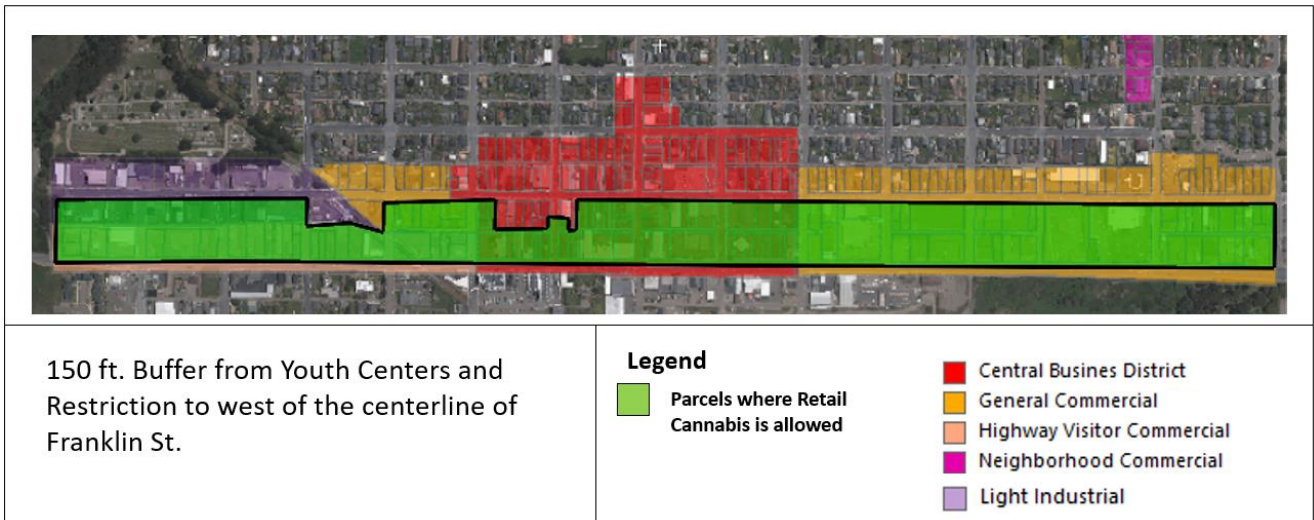 150 ft. Buffer from Youth Centers and
Restriction to west of the centerline of
Franklin St.
Legend
Parcels where Retail
Cannabis is allowed
Central Busines District
General Commercial
Highway Visitor Commercial
Neighborhood Commercial
Light Industrial